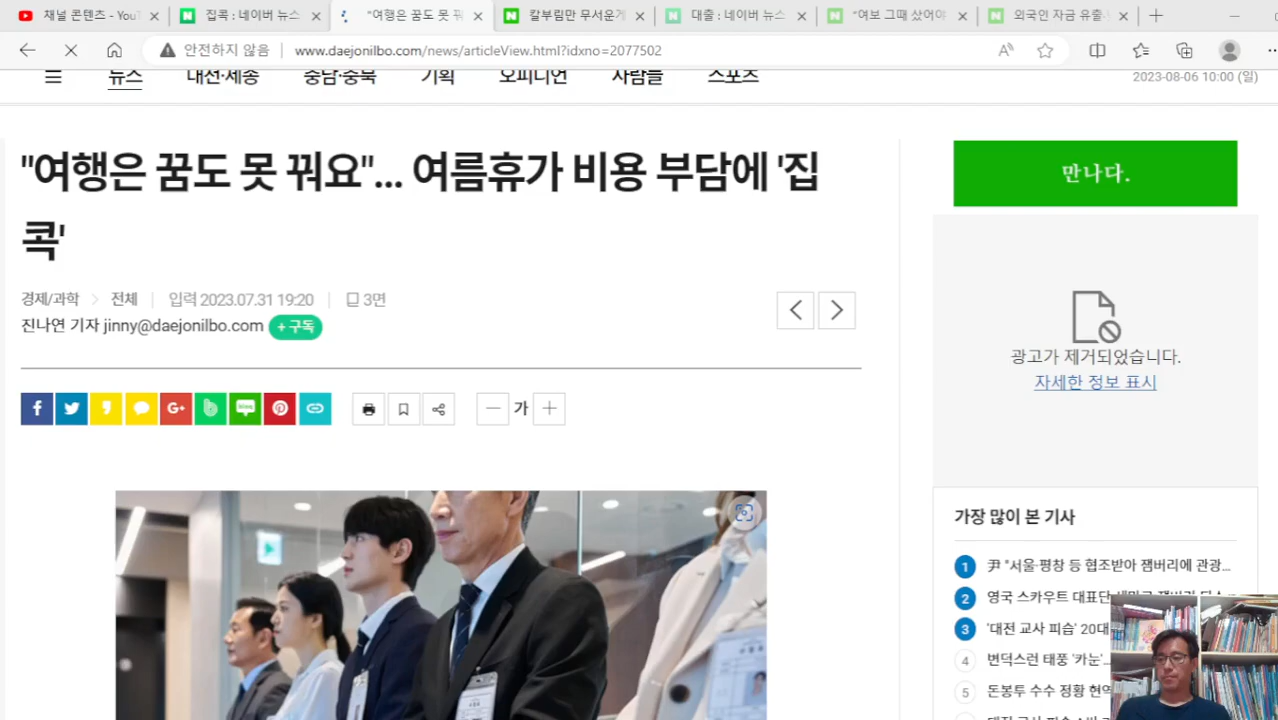 채널 콘텐츠 - YouT
집콕 : 네이버 뉴스
"여행은 꿈도 못 꿔
칼부림만 무서운게
대출 : 네이버 뉴스
"여보 그때 샀어야
외국인 자금 유출
안전하지 않음
www.daejonilbo.com/news/articleView.html?idxno=2077502
뉴스 대전·세종 충남·충북 기획 오피니언 사람들 스포츠
2023-08-06 10:00 (일)
"여행은 꿈도 못 꿔요"... 여름휴가 비용 부담에 '집
콕'
경제/과학 전체 입력 2023.07.31 19:20 3면
진나연 기자 jinny@daejonilbo.com + 구독
가
만나다.
광고가 제거되었습니다.
자세한 정보 표시
가장 많이 본 기사
1 尹 "서울·평창 등 협조받아 잼버리에 관광...
2 영국 스카우트 대표단
3 '대전 교사 피습' 20대
4 변덕스런 태풍 '카눈'...
5 돈봉투 수수 정황 현역